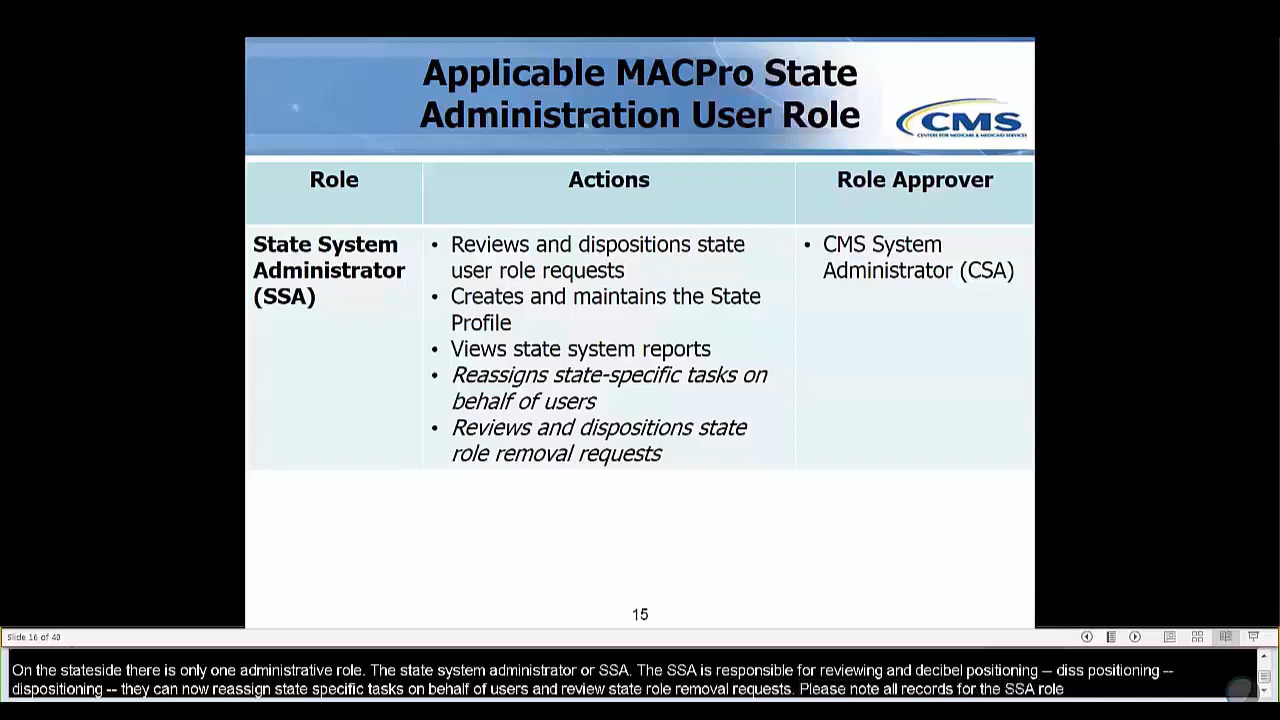 Applicable MACPro State
Administration User Role
CMS
CENTERS FOR MEDICARE & MEDICAID SERVICES
Role
Actions
Role Approver
State System
Administrator
(SSA)
• Reviews and dispositions state
user role requests
• Creates and maintains the State
Profile
• Views state system reports
• Reassigns state-specific tasks on
behalf of users
• Reviews and dispositions state
role removal requests
• CMS System
Administrator (CSA)
15
Slide 16 of 40
On the stateside there is only one administrative role. The state system administrator or SSA. The SSA is responsible for reviewing and decibel positioning -- diss positioning --
dispositioning -- they can now reassign state specific tasks on behalf of users and review state role removal requests. Please note all records for the SSA role